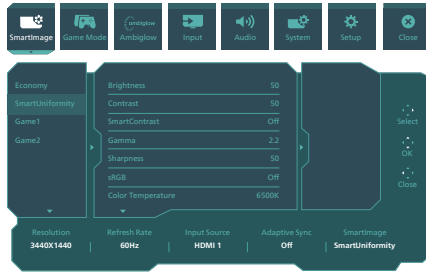 SmartImage Game Mode Ambiglow Input Audio System Setup Close
ambiglow
Economy
SmartUniformity
Game1
Game2
Brightness 50
Contrast 50
SmartContrast Off
Gamma 2.2
Sharpness 50
sRGB Off
Color Temperature 6500K
Select
OK
Close
Resolution Refresh Rate Input Source Adaptive Sync SmartImage
3440X1440 60Hz HDMI 1 Off SmartUniformity